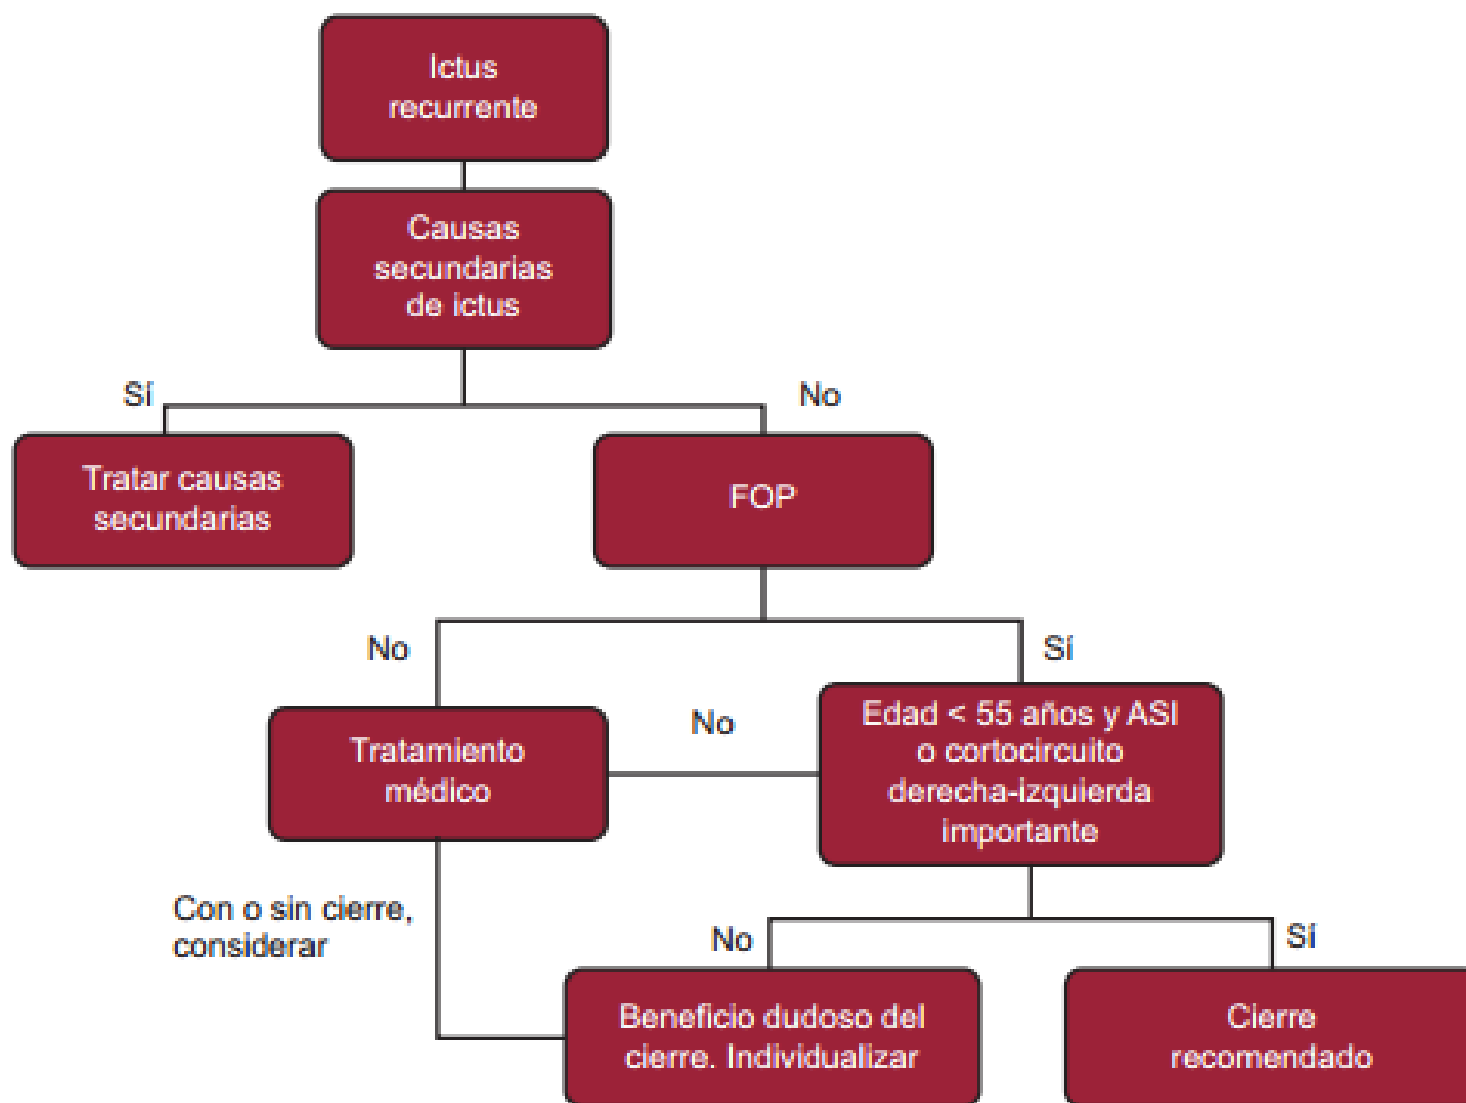 Ictus
recurrente
Causas
secundarias
de ictus
Sí
No
Tratar causas
secundarias
FOP
No
Sí
Tratamiento
médico
No
Edad < 55 años y ASI
o cortocircuito
derecha-izquierda
importante
Con o sin cierre,
considerar
No
Sí
Beneficio dudoso del
cierre. Individualizar
Cierre
recomendado